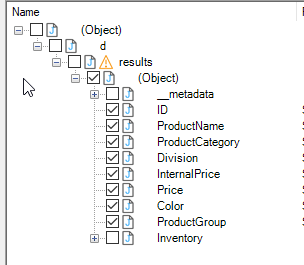 Name
(Object)
d
results
(Object)
__metadata
ID
ProductName
ProductCategory
Division
InternalPrice
Price
Color
ProductGroup
Inventory